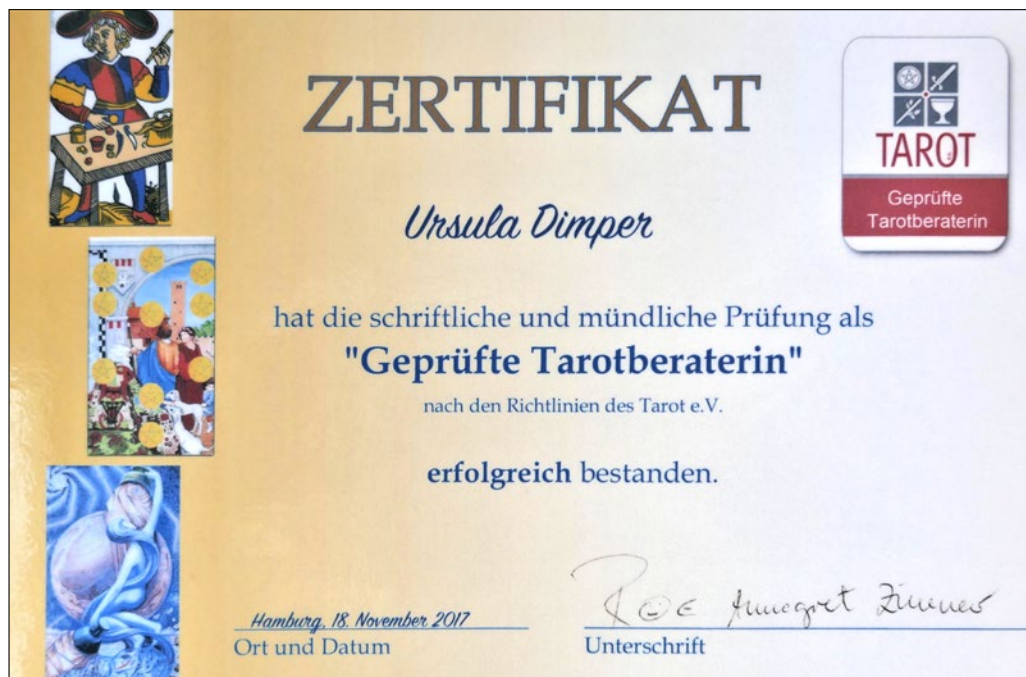 ZERTIFIKAT
TAROT
Geprüfte
Tarotberaterin
Ursula Dimper
hat die schriftliche und mündliche Prüfung als
"Geprüfte Tarotberaterin"
nach den Richtlinien des Tarot e.V.
erfolgreich bestanden.
Hamburg, 18. November 2017
Ort und Datum
Annegret Zimmer
Unterschrift